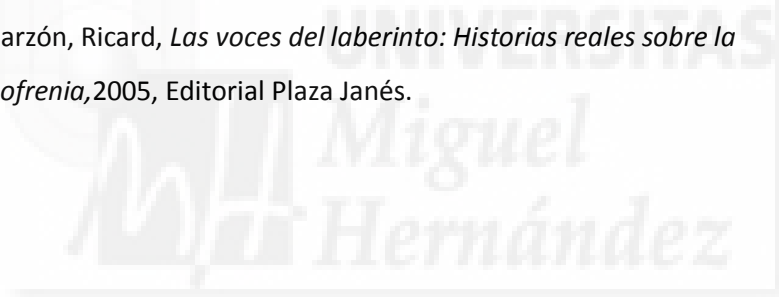 arzón, Ricard, Las voces del laberinto: Historias reales sobre la
ofrenia,2005, Editorial Plaza Janés.
UNIVERSITAS
Miguel
Hernández